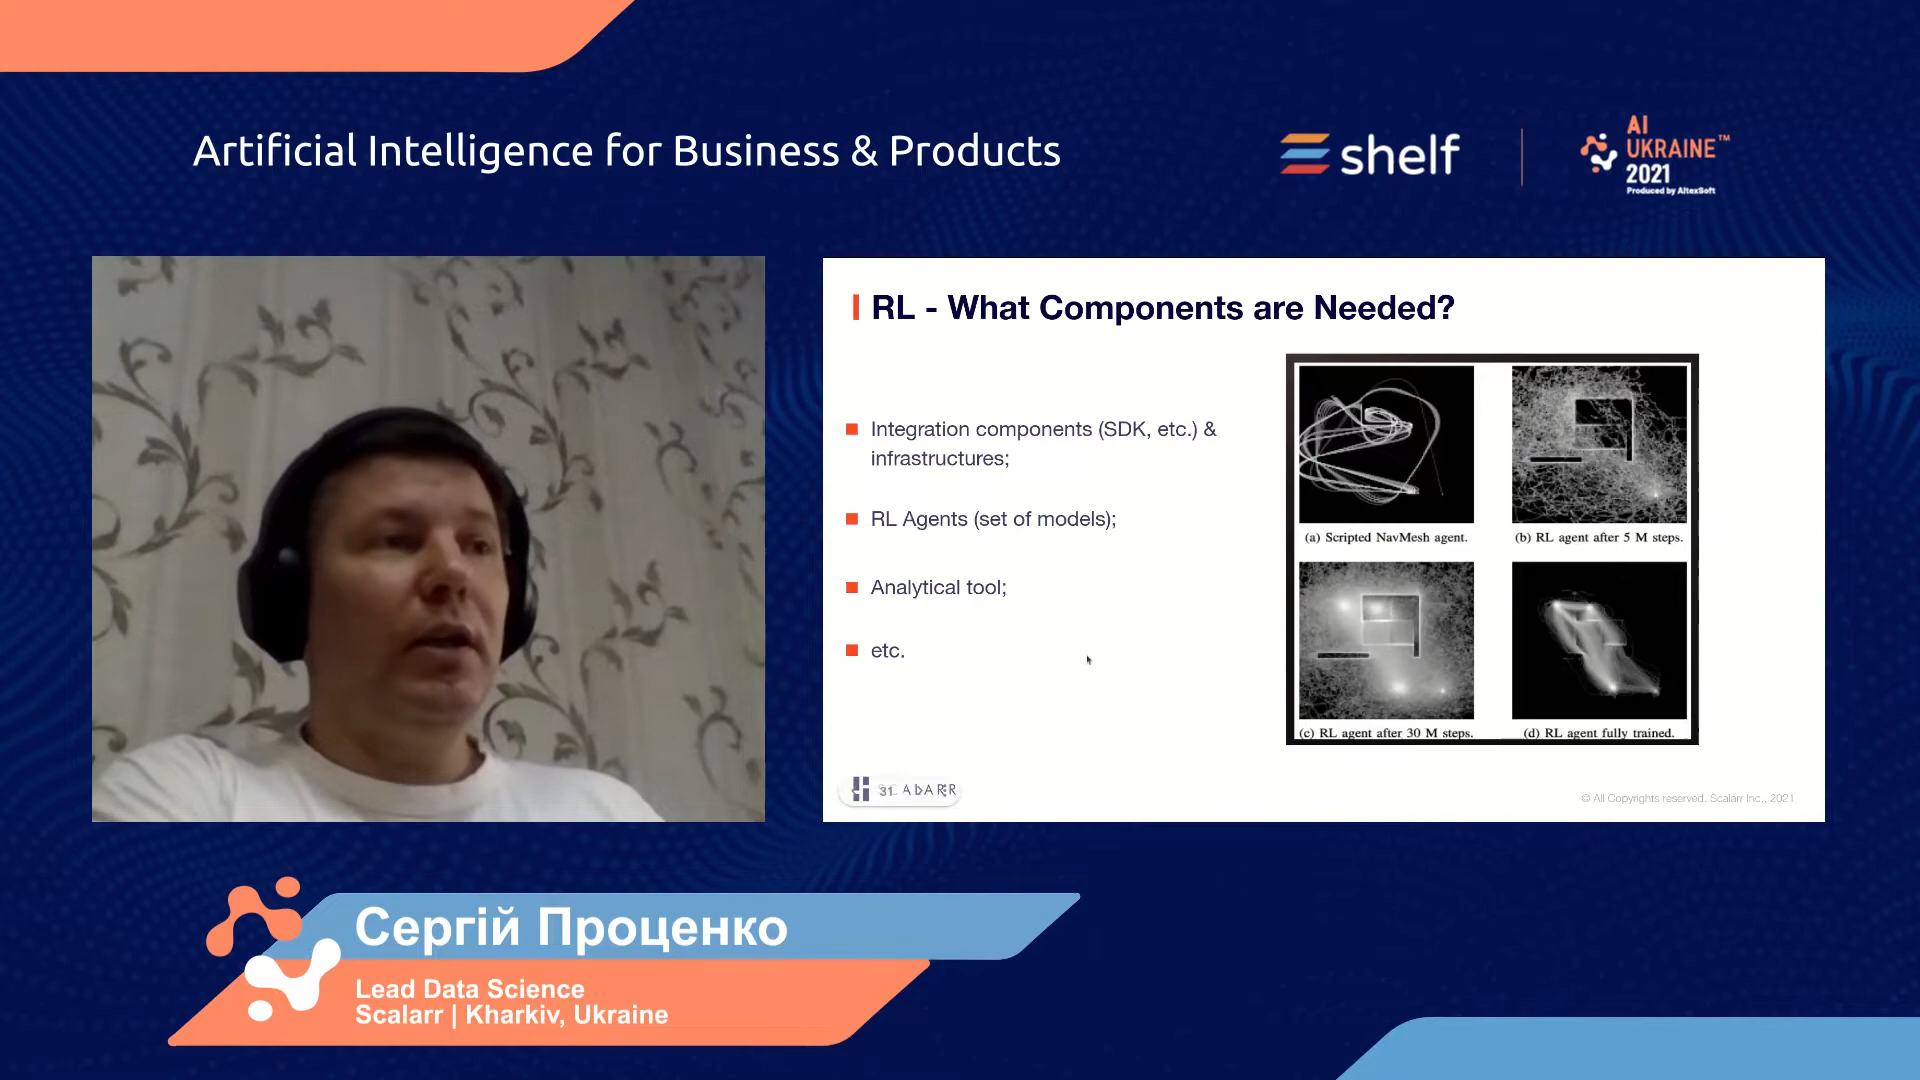 Artificial Intelligence for Business & Products
shelf
AI
UKRAINE™
2021
Produced by AltexSoft
RL - What Components are Needed?
Integration components (SDK, etc.) &
infrastructures;
RL Agents (set of models);
Analytical tool;
etc.
(a) Scripted NavMesh agent.
(b) RL agent after 5 M steps.
(c) RL agent after 30 M steps.
(d) RL agent fully trained.
31
© All Copyrights reserved. Scalarr Inc., 2021
Сергій Проценко
Lead Data Science
Scalarr | Kharkiv, Ukraine